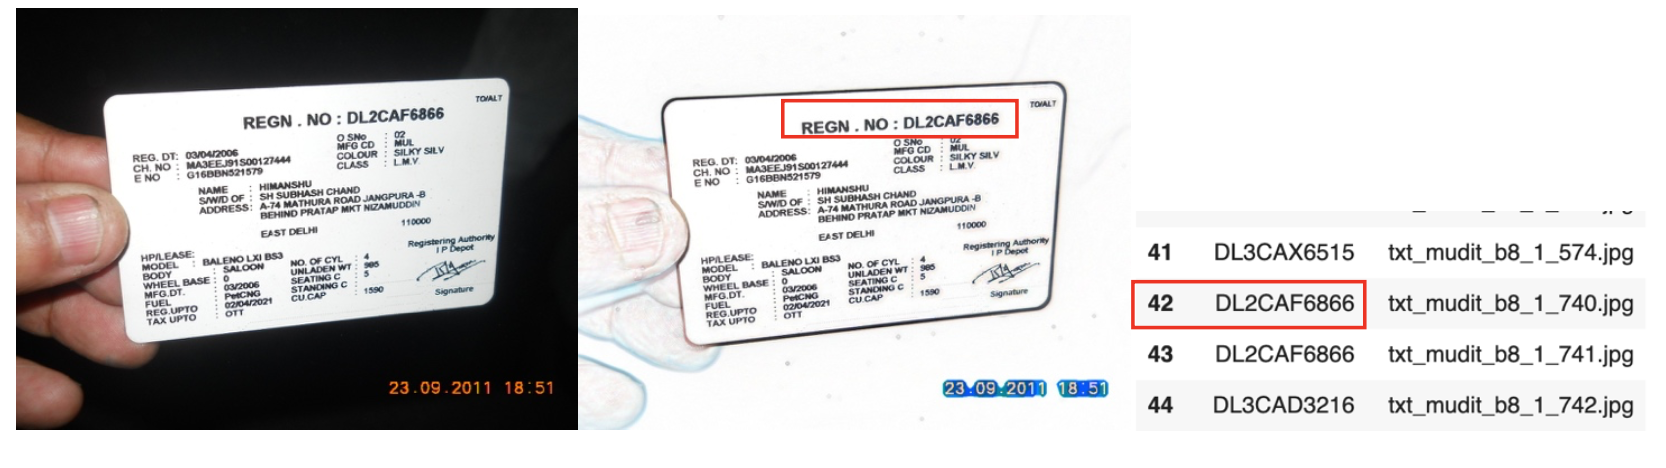 TO/ALT
REGN . NO : DL2CAF6866
REG. DT: 03/04/2006
CH. NO : MA3EEJ91S00127444
E NO : G16BBN521579
O SNo : 02
MFG CD : MUL
COLOUR : SILKY SILV
CLASS : L.M.V
NAME : HIMANSHU
S/W/D OF : SH SUBHASH CHAND
ADDRESS: A-74 MATHURA ROAD JANGPURA -B
BEHIND PRATAP MKT NIZAMUDDIN
EAST DELHI 110000
Registering Authority
I P Depot
HP/LEASE:
MODEL : BALENO LXI BS3
BODY : SALOON
WHEEL BASE : 0
MFG.DT. : 03/2006
FUEL : PetCNG
REG.UPTO : 02/04/2021
TAX UPTO : OTT
NO. OF CYL : 4
UNLADEN WT : 985
SEATING C : 5
STANDING C :
CU.CAP : 1590
Signature
23.09.2011 18:51
TO/ALT
REGN . NO : DL2CAF6866
REG. DT: 03/04/2006
CH. NO : MA3EEJ91S00127444
E NO : G16BBN521579
O SNo : 02
MFG CD : MUL
COLOUR : SILKY SILV
CLASS : L.M.V
NAME : HIMANSHU
S/W/D OF : SH SUBHASH CHAND
ADDRESS: A-74 MATHURA ROAD JANGPURA -B
BEHIND PRATAP MKT NIZAMUDDIN
EAST DELHI 110000
Registering Authority
I P Depot
HP/LEASE:
MODEL : BALENO LXI BS3
BODY : SALOON
WHEEL BASE : 0
MFG.DT. : 03/2006
FUEL : PetCNG
REG.UPTO : 02/04/2021
TAX UPTO : OTT
NO. OF CYL : 4
UNLADEN WT : 985
SEATING C : 5
STANDING C :
CU.CAP : 1590
Signature
23.09.2011 18:51
41 DL3CAX6515 txt_mudit_b8_1_574.jpg
42 DL2CAF6866 txt_mudit_b8_1_740.jpg
43 DL2CAF6866 txt_mudit_b8_1_741.jpg
44 DL3CAD3216 txt_mudit_b8_1_742.jpg